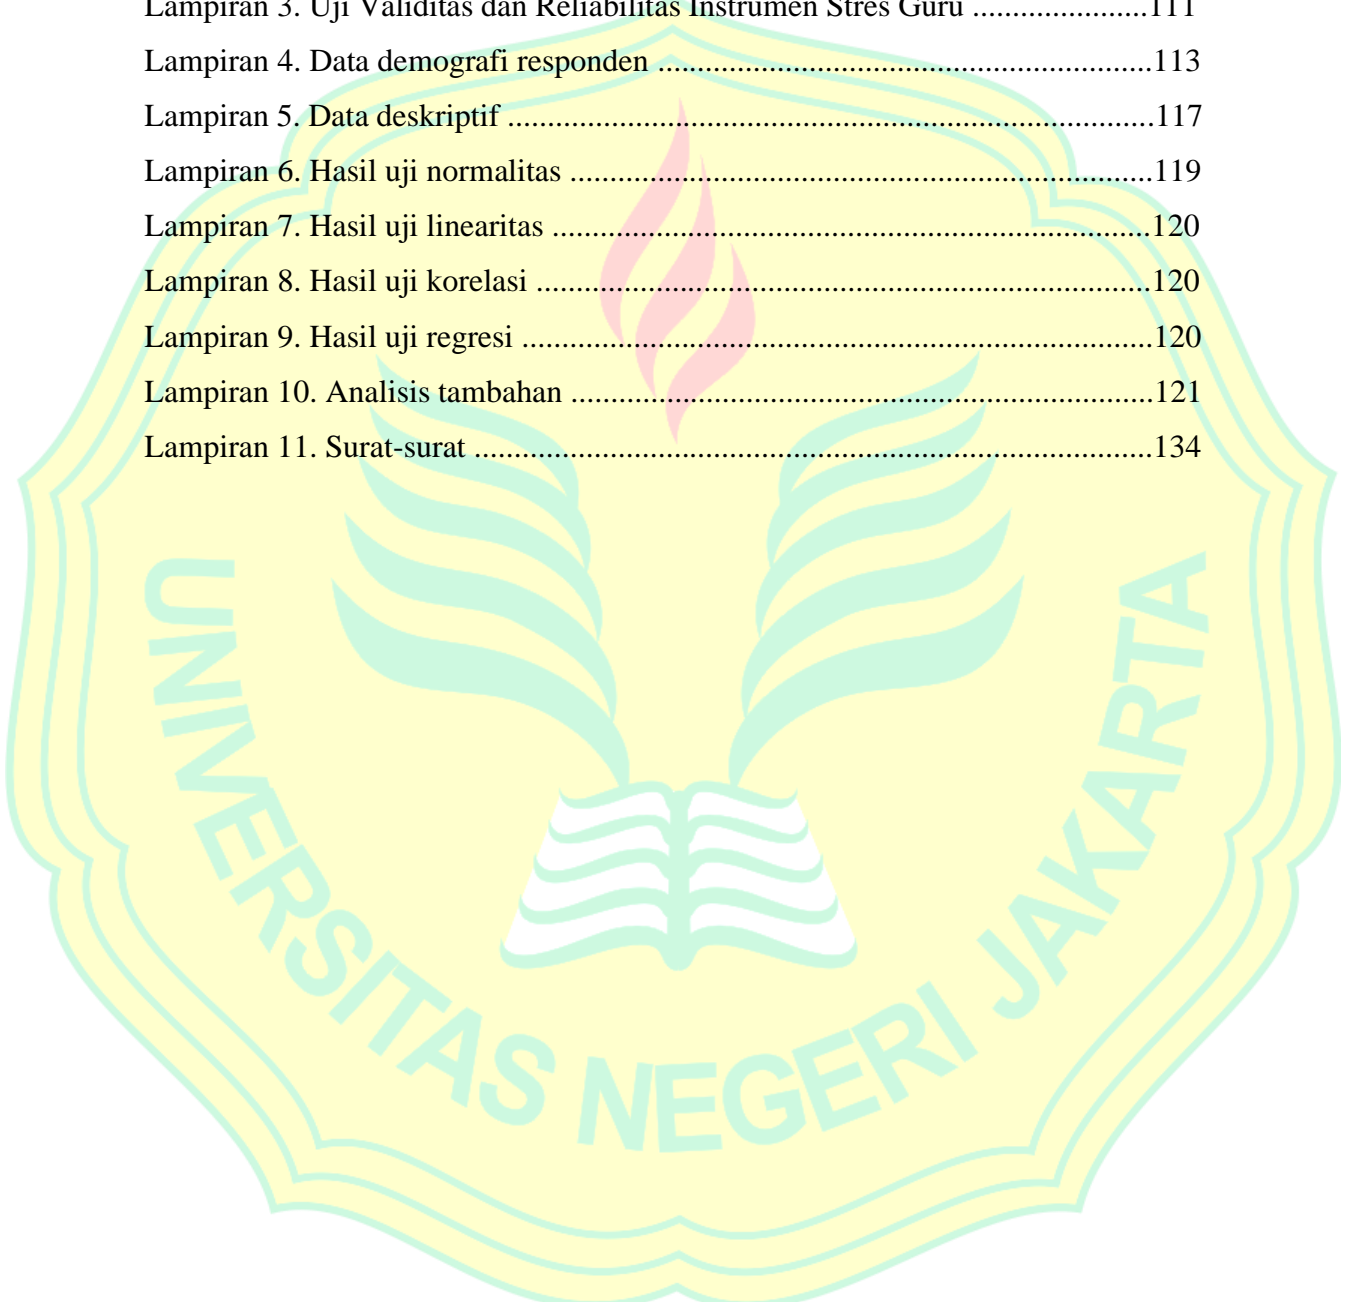 Lampiran 3. Uji Validitas dan Reliabilitas Instrumen Stres Guru ......................111
Lampiran 4. Data demografi responden ..............................................................113
Lampiran 5. Data deskriptif .................................................................................117
Lampiran 6. Hasil uji normalitas .........................................................................119
Lampiran 7. Hasil uji linearitas ...........................................................................120
Lampiran 8. Hasil uji korelasi .............................................................................120
Lampiran 9. Hasil uji regresi ...............................................................................120
Lampiran 10. Analisis tambahan .........................................................................121
Lampiran 11. Surat-surat .....................................................................................134
UNIVERSITAS NEGERI JAKARTA